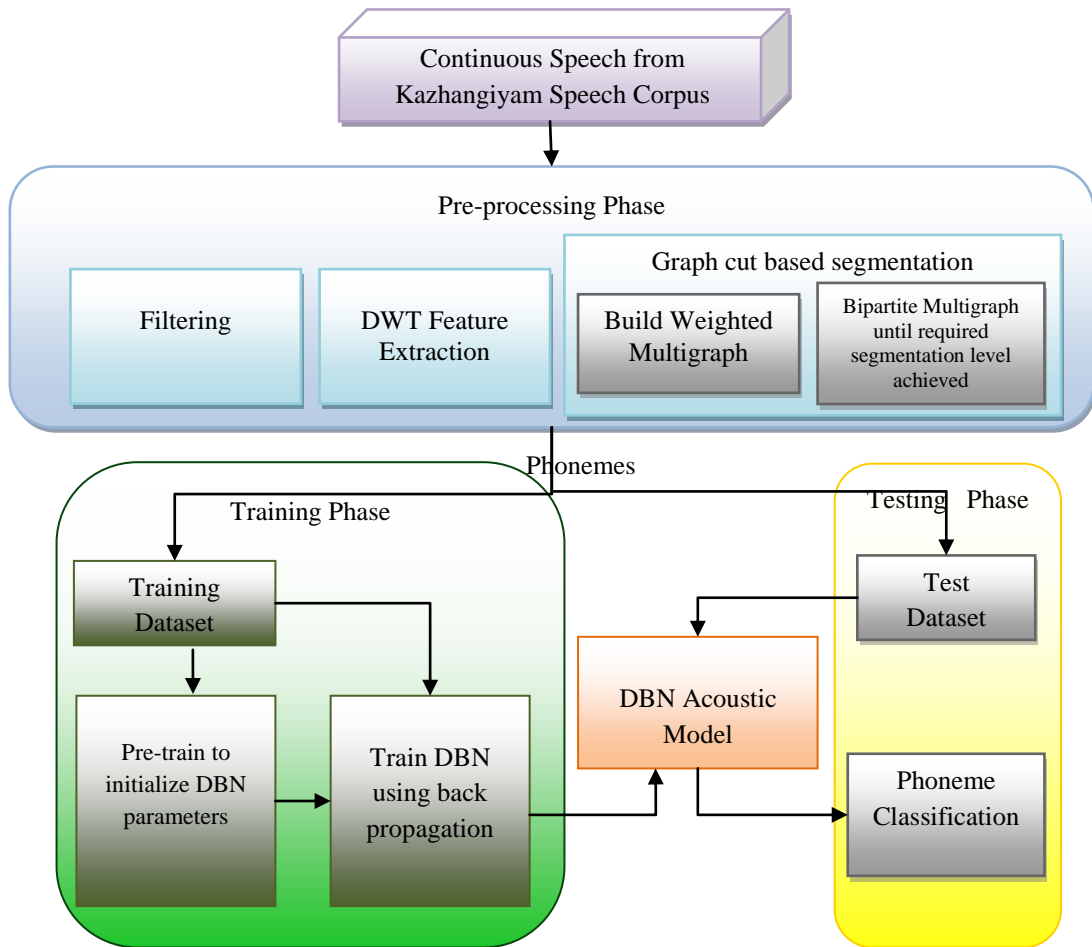 Continuous Speech from
Kazhangiyam Speech Corpus
Pre-processing Phase
Filtering
DWT Feature
Extraction
Graph cut based segmentation
Build Weighted
Multigraph
Bipartite Multigraph
until required
segmentation level
achieved
Phonemes
Training Phase
Testing Phase
Training
Dataset
Test
Dataset
Pre-train to
initialize DBN
parameters
Train DBN
using back
propagation
DBN Acoustic
Model
Phoneme
Classification